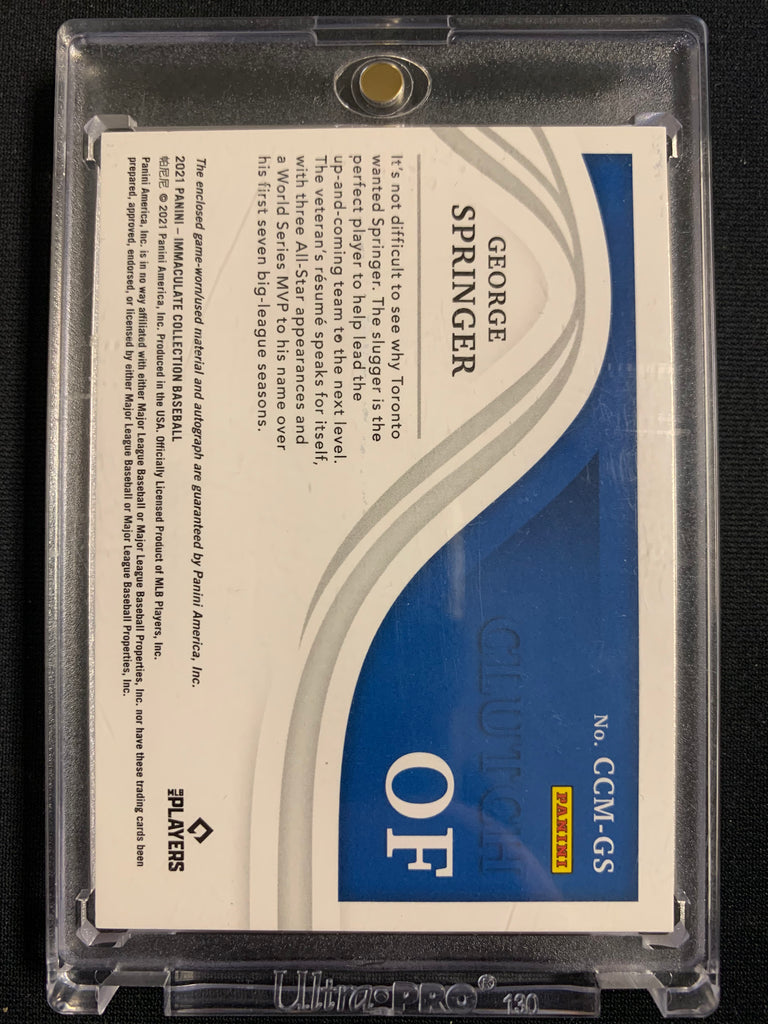 No. CCM-GS
PANINI
CLUTCH
OF
GEORGE
SPRINGER
It's not difficult to see why Toronto
wanted Springer. The slugger is the
perfect player to help lead the
up-and-coming team to the next level.
The veteran's résumé speaks for itself,
with three All-Star appearances and
a World Series MVP to his name over
his first seven big-league seasons.
The enclosed game-worn/used material and autograph are guaranteed by Panini America, Inc.
2021 PANINI – IMMACULATE COLLECTION BASEBALL
帕尼尼 © 2021 Panini America, Inc. Produced in the USA. Officially Licensed Product of MLB Players, Inc.
Panini America, Inc. is in no way affiliated with either Major League Baseball or Major League Baseball Properties, Inc. nor have these trading cards been
prepared, approved, endorsed, or licensed by either Major League Baseball or Major League Baseball Properties, Inc.
MLB PLAYERS
Ultra•PRO® 130